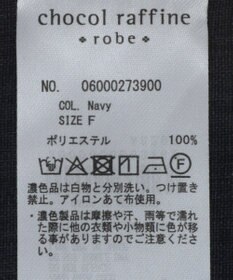 chocol raffine
robe
NO. 06000273900
COL. Navy
SIZE F
ポリエステル 100%
F
濃色品は白物と分別洗い。つけ置き
禁止。アイロンあて布使用。
・濃色製品は摩擦や汗、雨等で濡れ
た際に他の衣類や小物類に色が移
る事がありますのでご注意くださ
い。